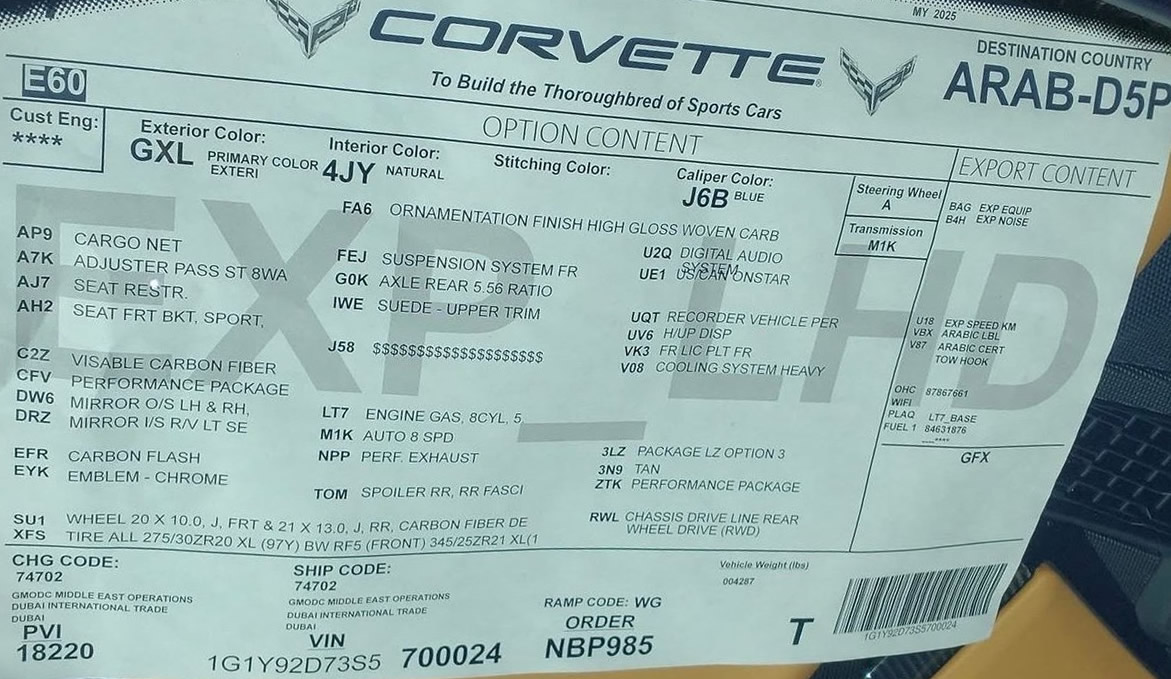 MY 2025
CORVETTE
To Build the Thoroughbred of Sports Cars
DESTINATION COUNTRY
ARAB-D5P
E60
Cust Eng:
****
OPTION CONTENT
EXPORT CONTENT
Exterior Color:
GXL PRIMARY COLOR EXTERI
Interior Color:
4JY NATURAL
Stitching Color:
Caliper Color:
J6B BLUE
Steering Wheel
A
Transmission
M1K
EXP_LHD
AP9 CARGO NET
A7K ADJUSTER PASS ST 8WA
AJ7 SEAT RESTR.
AH2 SEAT FRT BKT, SPORT,
C2Z VISABLE CARBON FIBER
CFV PERFORMANCE PACKAGE
DW6 MIRROR O/S LH & RH,
DRZ MIRROR I/S R/V LT SE
EFR CARBON FLASH
EYK EMBLEM - CHROME
FA6 ORNAMENTATION FINISH HIGH GLOSS WOVEN CARB
FEJ SUSPENSION SYSTEM FR
G0K AXLE REAR 5.56 RATIO
IWE SUEDE - UPPER TRIM
J58 $$$$$$$$$$$$$$$$$$$$
LT7 ENGINE GAS, 8CYL, 5.
M1K AUTO 8 SPD
NPP PERF. EXHAUST
TOM SPOILER RR, RR FASCI
U2Q DIGITAL AUDIO SYSTEM
UE1 US/CAN ONSTAR
UQT RECORDER VEHICLE PER
UV6 H/UP DISP
VK3 FR LIC PLT FR
V08 COOLING SYSTEM HEAVY
3LZ PACKAGE LZ OPTION 3
3N9 TAN
ZTK PERFORMANCE PACKAGE
SU1 WHEEL 20 X 10.0, J, FRT & 21 X 13.0, J, RR, CARBON FIBER DE
XFS TIRE ALL 275/30ZR20 XL (97Y) BW RF5 (FRONT) 345/25ZR21 XL(1
RWL CHASSIS DRIVE LINE REAR
WHEEL DRIVE (RWD)
BAG EXP EQUIP
B4H EXP NOISE
U18 EXP SPEED KM
VBX ARABIC LBL
V87 ARABIC CERT
TOW HOOK
OHC 87867661
WIFI
PLAQ LT7_BASE
FUEL 1 84631876
_****
GFX
CHG CODE:
74702
GMODC MIDDLE EAST OPERATIONS
DUBAI INTERNATIONAL TRADE
DUBAI
PVI
18220
SHIP CODE:
74702
GMODC MIDDLE EAST OPERATIONS
DUBAI INTERNATIONAL TRADE
DUBAI
VIN
1G1Y92D73S5 700024
RAMP CODE: WG
ORDER
NBP985
Vehicle Weight (lbs)
004287
T
1G1Y92D73S5700024